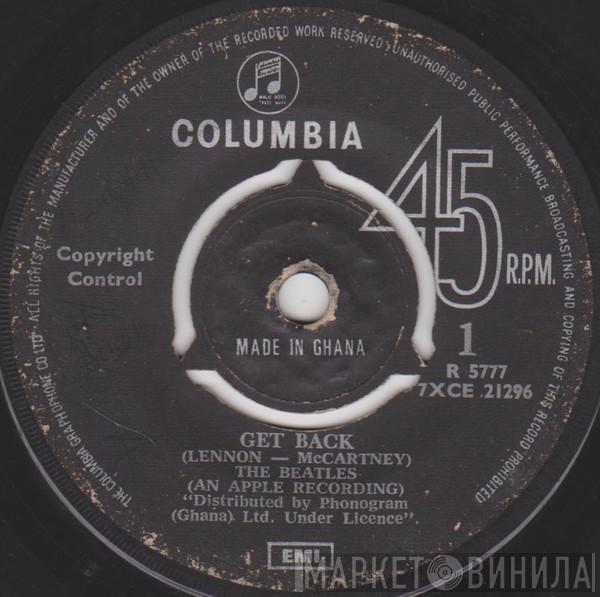 THE COLUMBIA GRAPHOPHONE CO LTD · ALL RIGHTS OF THE MANUFACTURER AND OF THE OWNER OF THE RECORDED WORK RESERVED · UNAUTHORISED PUBLIC PERFORMANCE BROADCASTING AND COPYING OF THIS RECORD PROHIBITED
COLUMBIA
45
R.P.M.
Copyright
Control
MADE IN GHANA
1
R 5777
7XCE .21296
GET BACK
(LENNON — McCARTNEY)
THE BEATLES
(AN APPLE RECORDING)
"Distributed by Phonogram
(Ghana) Ltd. Under Licence".
EMI
МАРКЕТ ВИНИЛА